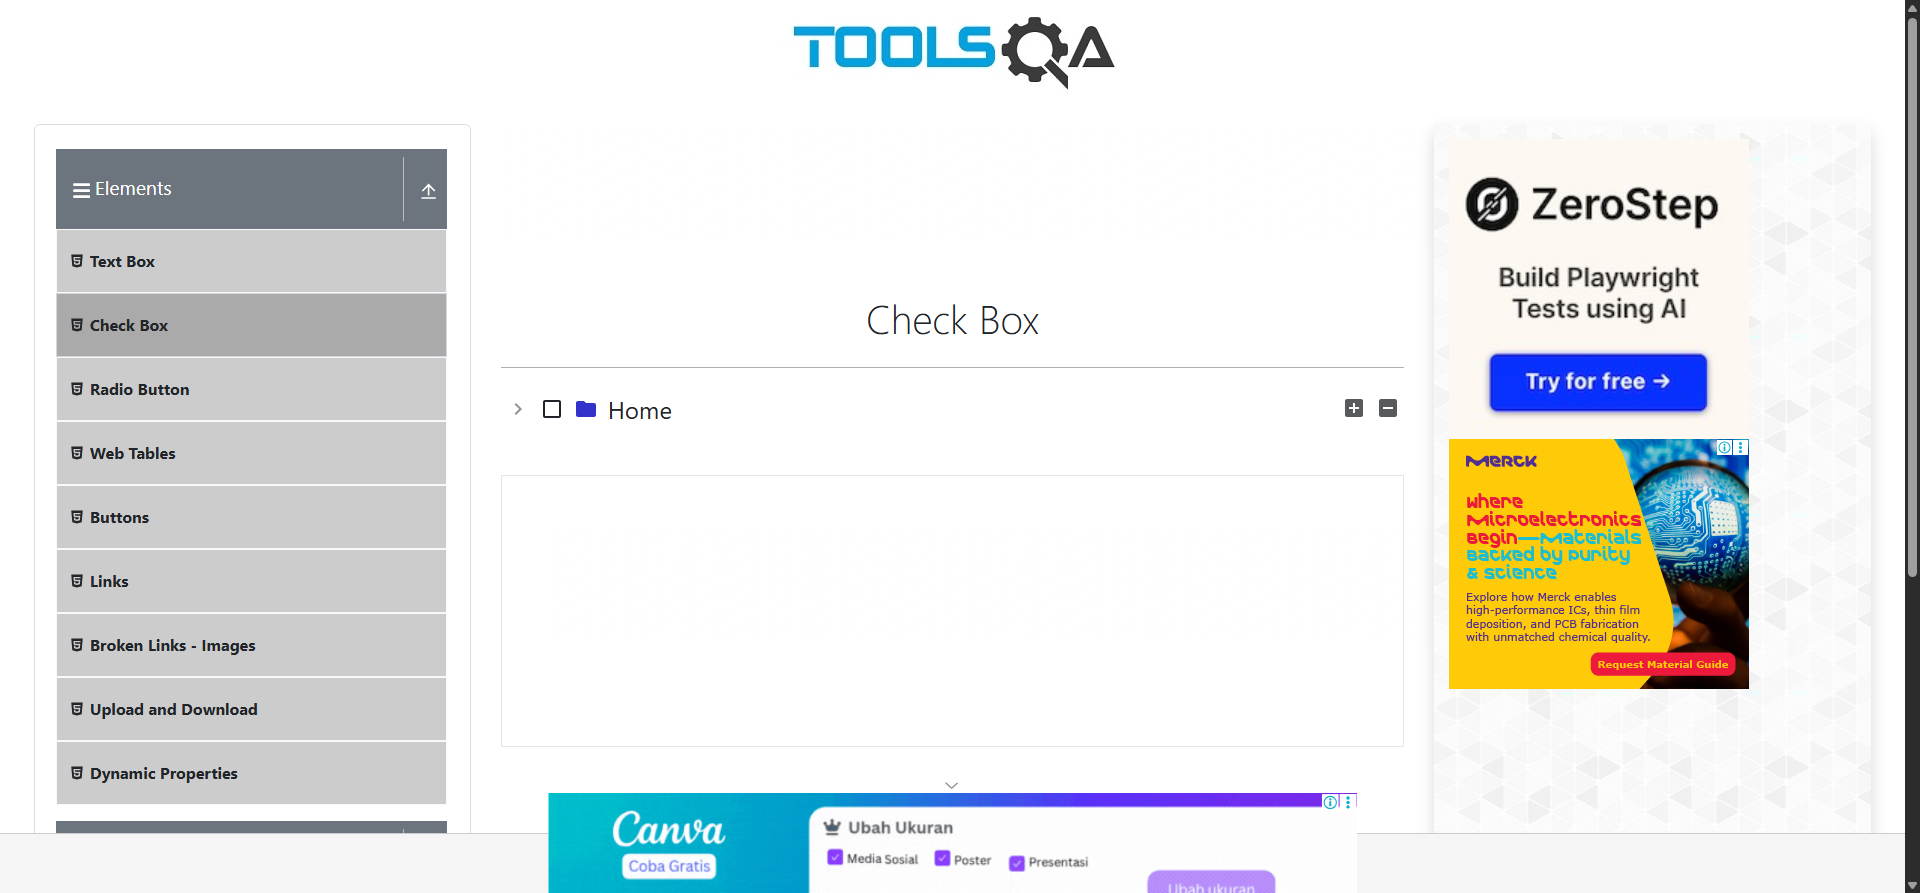 TOOLSQA
Elements
Text Box
Check Box
Radio Button
Web Tables
Buttons
Links
Broken Links - Images
Upload and Download
Dynamic Properties
Check Box
Home
ZeroStep
Build Playwright
Tests using AI
Try for free →
MERCK
Where
Microelectronics
Begin—Materials
Backed by Purity
& Science
Explore how Merck enables
high-performance ICs, thin film
deposition, and PCB fabrication
with unmatched chemical quality.
Request Material Guide
Canva
Coba Gratis
Ubah Ukuran
Media Sosial
Poster
Presentasi
Ubah ukuran